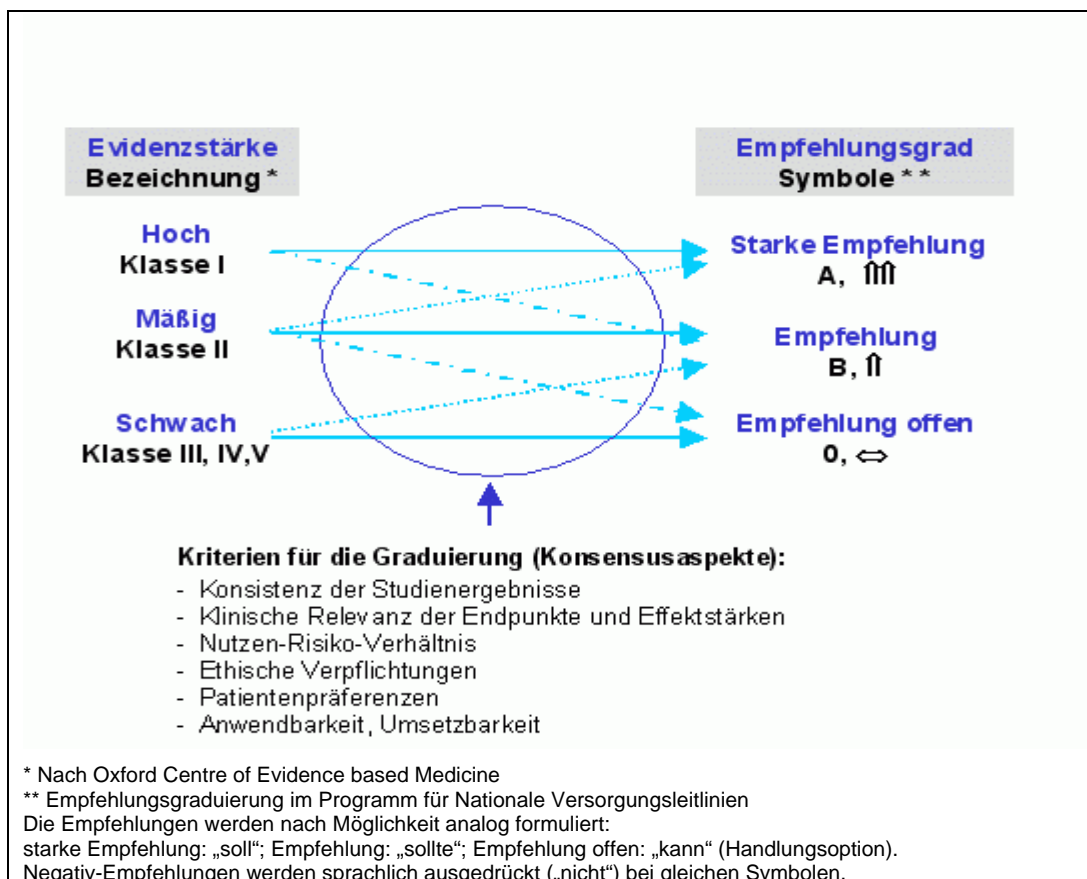 Evidenzstärke
Bezeichnung *
Empfehlungsgrad
Symbole * *
Hoch
Klasse I
Starke Empfehlung
A, ⇑⇑
Mäßig
Klasse II
Empfehlung
B, ⇑
Schwach
Klasse III, IV,V
Empfehlung offen
0, ⇔
Kriterien für die Graduierung (Konsensusaspekte):
- Konsistenz der Studienergebnisse
- Klinische Relevanz der Endpunkte und Effektstärken
- Nutzen-Risiko-Verhältnis
- Ethische Verpflichtungen
- Patientenpräferenzen
- Anwendbarkeit, Umsetzbarkeit
* Nach Oxford Centre of Evidence based Medicine
** Empfehlungsgraduierung im Programm für Nationale Versorgungsleitlinien
Die Empfehlungen werden nach Möglichkeit analog formuliert:
starke Empfehlung: „soll“; Empfehlung: „sollte“; Empfehlung offen: „kann“ (Handlungsoption).
Negativ-Empfehlungen werden sprachlich ausgedrückt („nicht“) bei gleichen Symbolen.